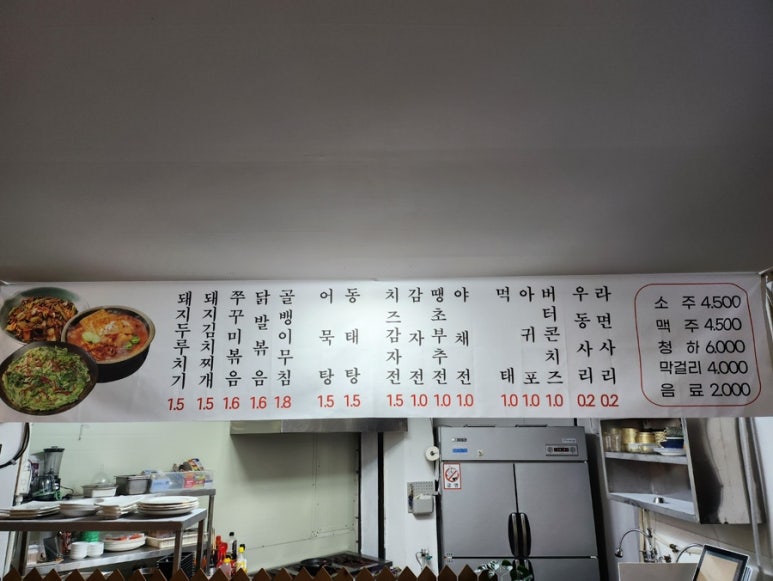 돼지두루치기 1.5
돼지김치찌개 1.5
쭈꾸미볶음 1.6
닭발볶음 1.6
골뱅이무침 1.8
어묵탕 1.5
동태탕 1.5
치즈감자전 1.5
감자전 1.0
땡초부추전 1.0
야채전 1.0
먹태 1.0
아귀포 1.0
버터콘치즈 1.0
우동사리 0.2
라면사리 0.2
소주 4.500
맥주 4.500
청하 6.000
막걸리 4.000
음료 2.000
금연